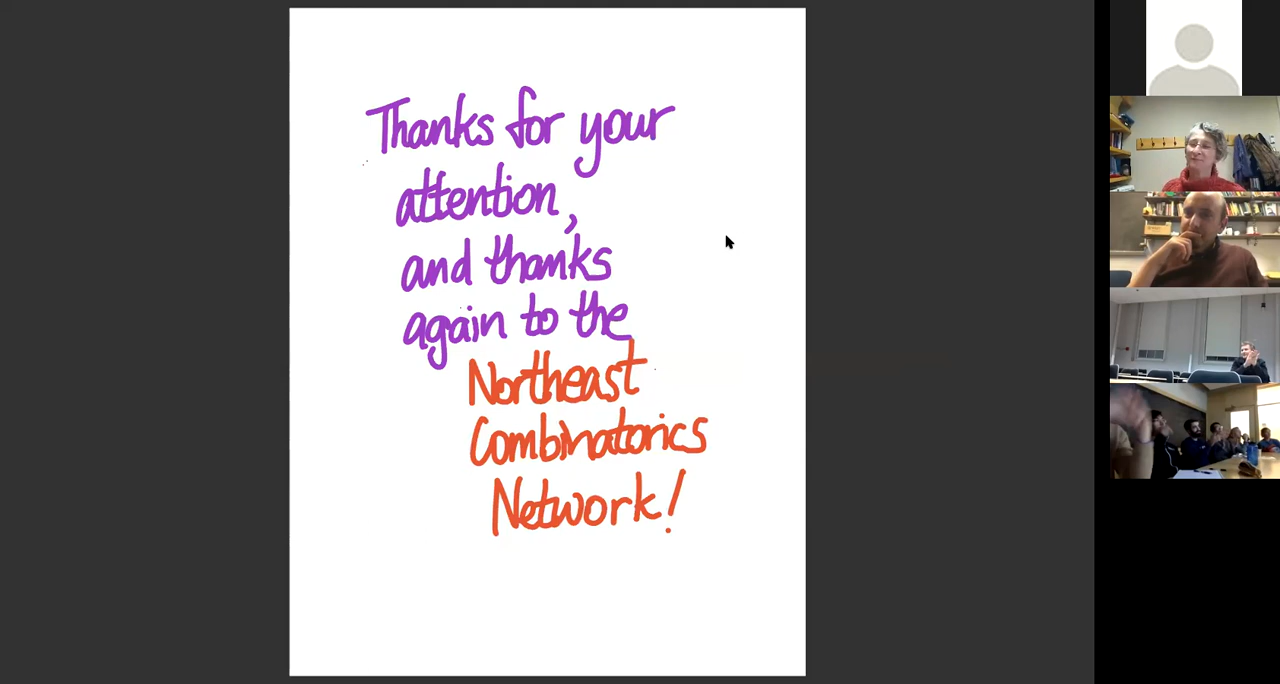 Thanks for your
attention,
and thanks
again to the
Northeast
Combinatorics
Network!